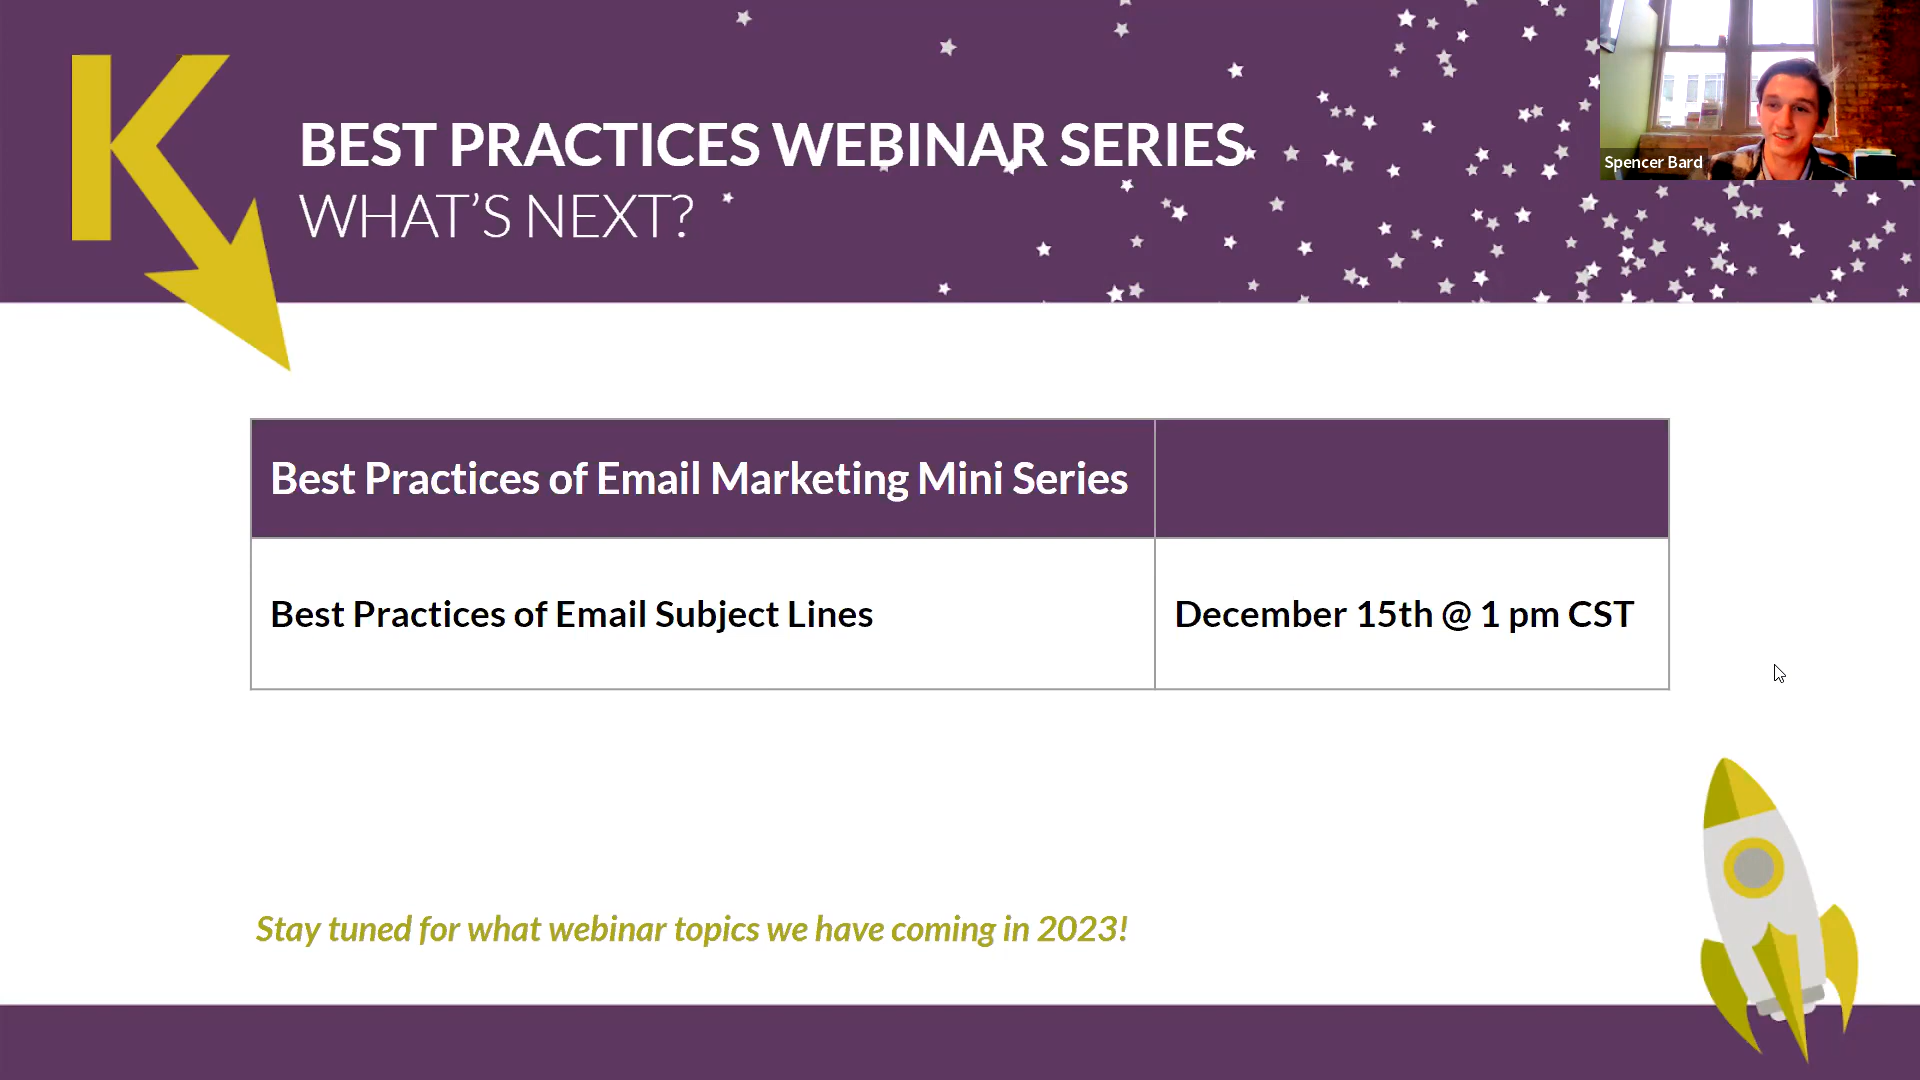 K
BEST PRACTICES WEBINAR SERIES
WHAT'S NEXT?
Spencer Bard
Best Practices of Email Marketing Mini Series
Best Practices of Email Subject Lines
December 15th @ 1 pm CST
Stay tuned for what webinar topics we have coming in 2023!